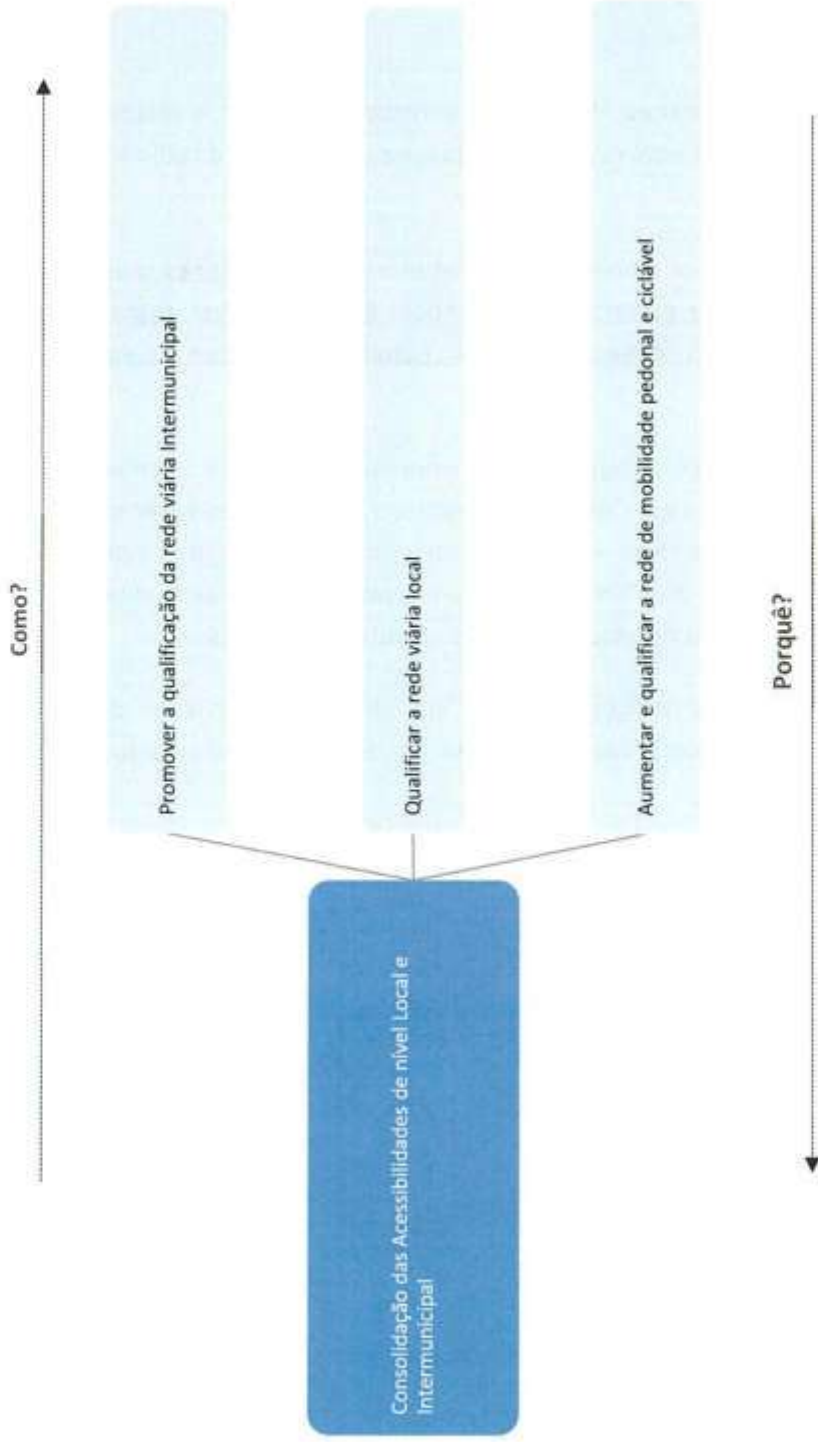 Como?
Consolidação das Acessibilidades de nível Local e
Intermunicipal
Promover a qualificação da rede viária Intermunicipal
Qualificar a rede viária local
Aumentar e qualificar a rede de mobilidade pedonal e ciclável
Porquê?